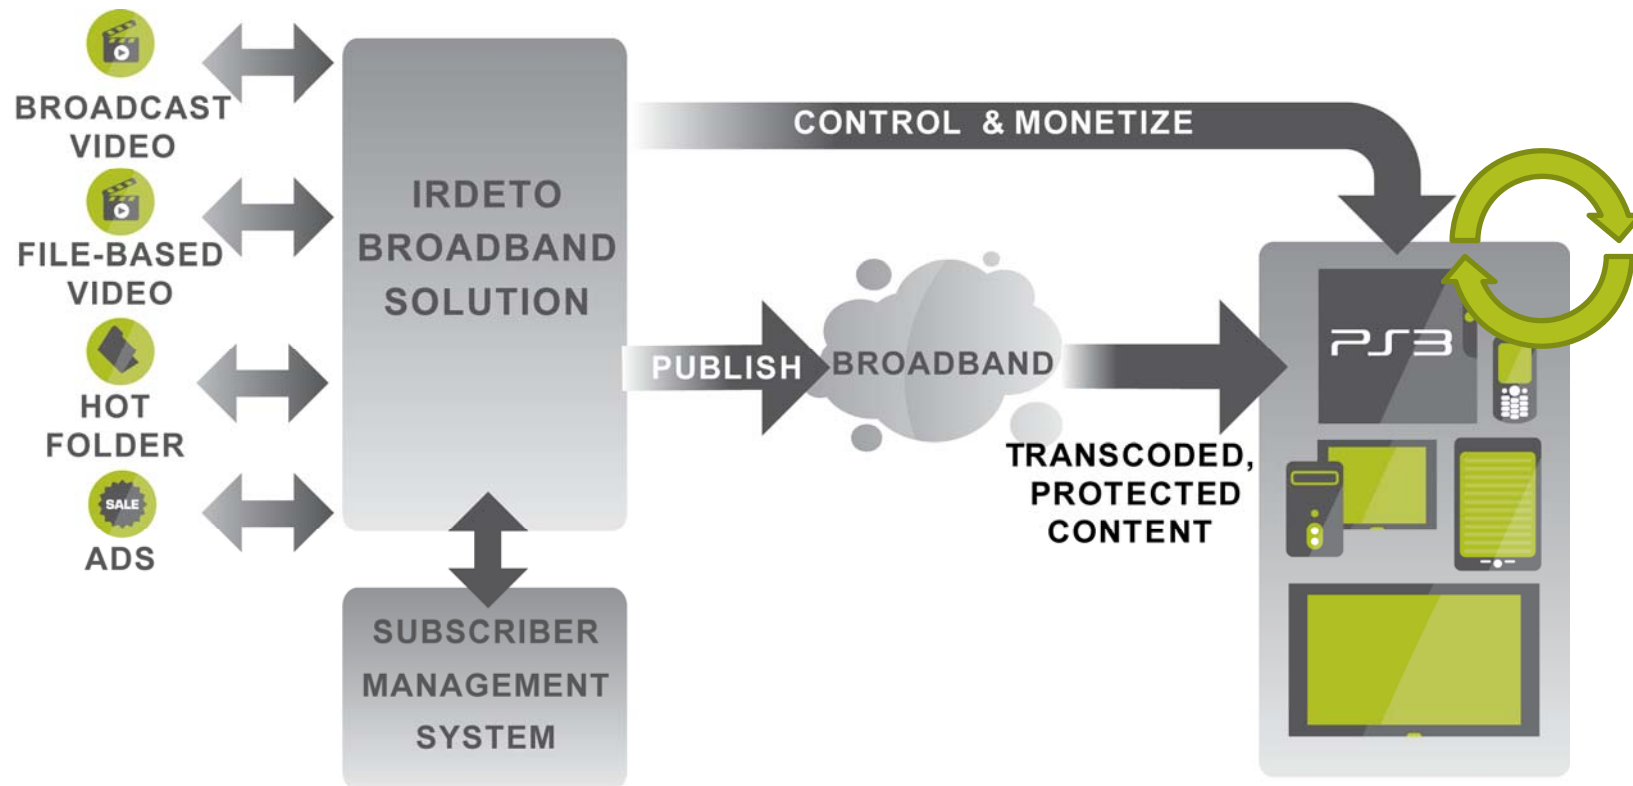 BROADCAST
VIDEO
FILE-BASED
VIDEO
HOT
FOLDER
SALE
ADS
IRDETO
BROADBAND
SOLUTION
SUBSCRIBER
MANAGEMENT
SYSTEM
CONTROL & MONETIZE
PUBLISH
BROADBAND
TRANSCODED,
PROTECTED
CONTENT
PS3